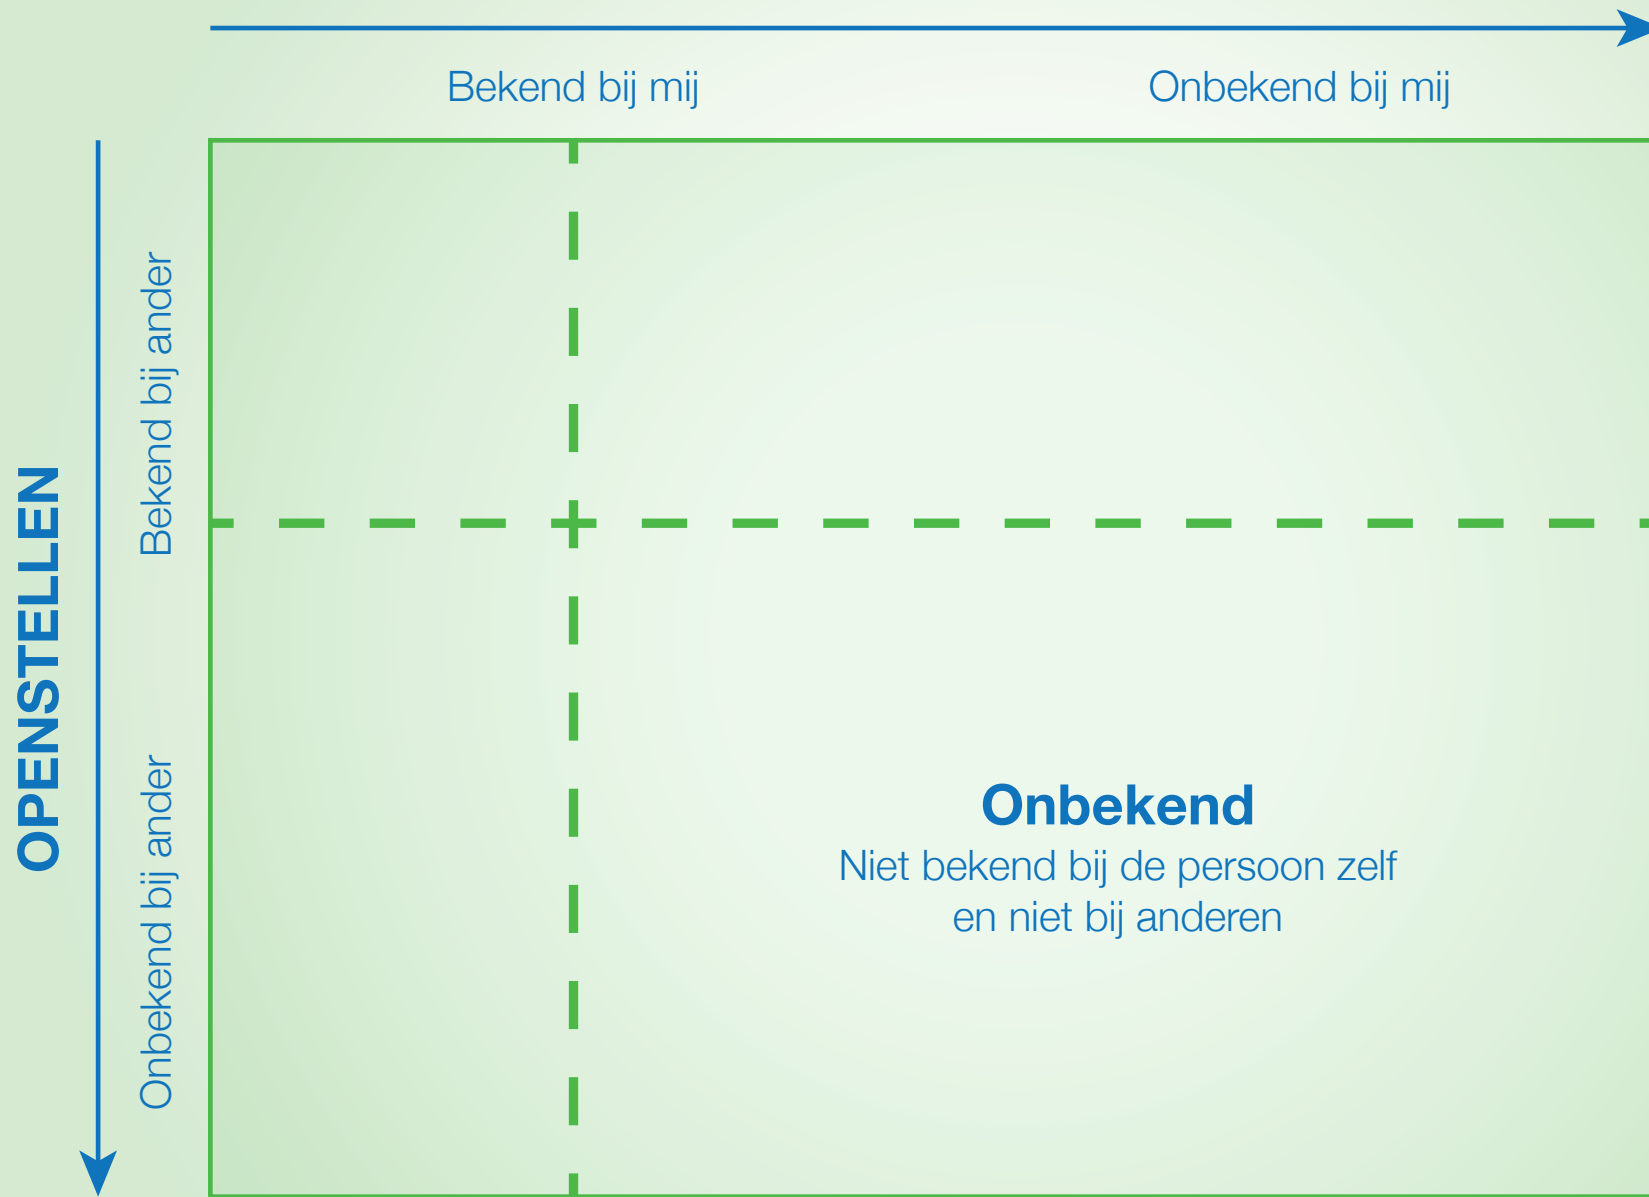 Bekend bij mij
Onbekend bij mij
OPENSTELLEN
Bekend bij ander
Onbekend bij ander
Onbekend
Niet bekend bij de persoon zelf
en niet bij anderen